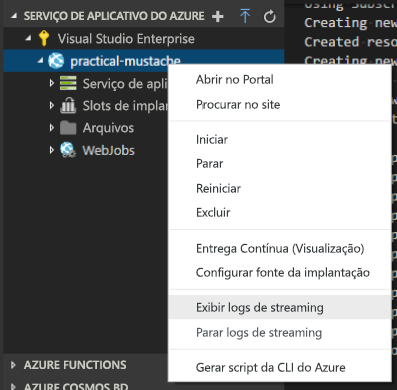 SERVIÇO DE APLICATIVO DO AZURE
Visual Studio Enterprise
practical-mustache
Serviço de apli
Slots de implan
Arquivos
WebJobs
AZURE FUNCTIONS
AZURE COSMOS BD
Using Subscr
Creating new
Created reso
Creating new
Abrir no Portal
Procurar no site
Iniciar
Parar
Reiniciar
Excluir
Entrega Contínua (Visualização)
Configurar fonte da implantação
Exibir logs de streaming
Parar logs de streaming
Gerar script da CLI do Azure